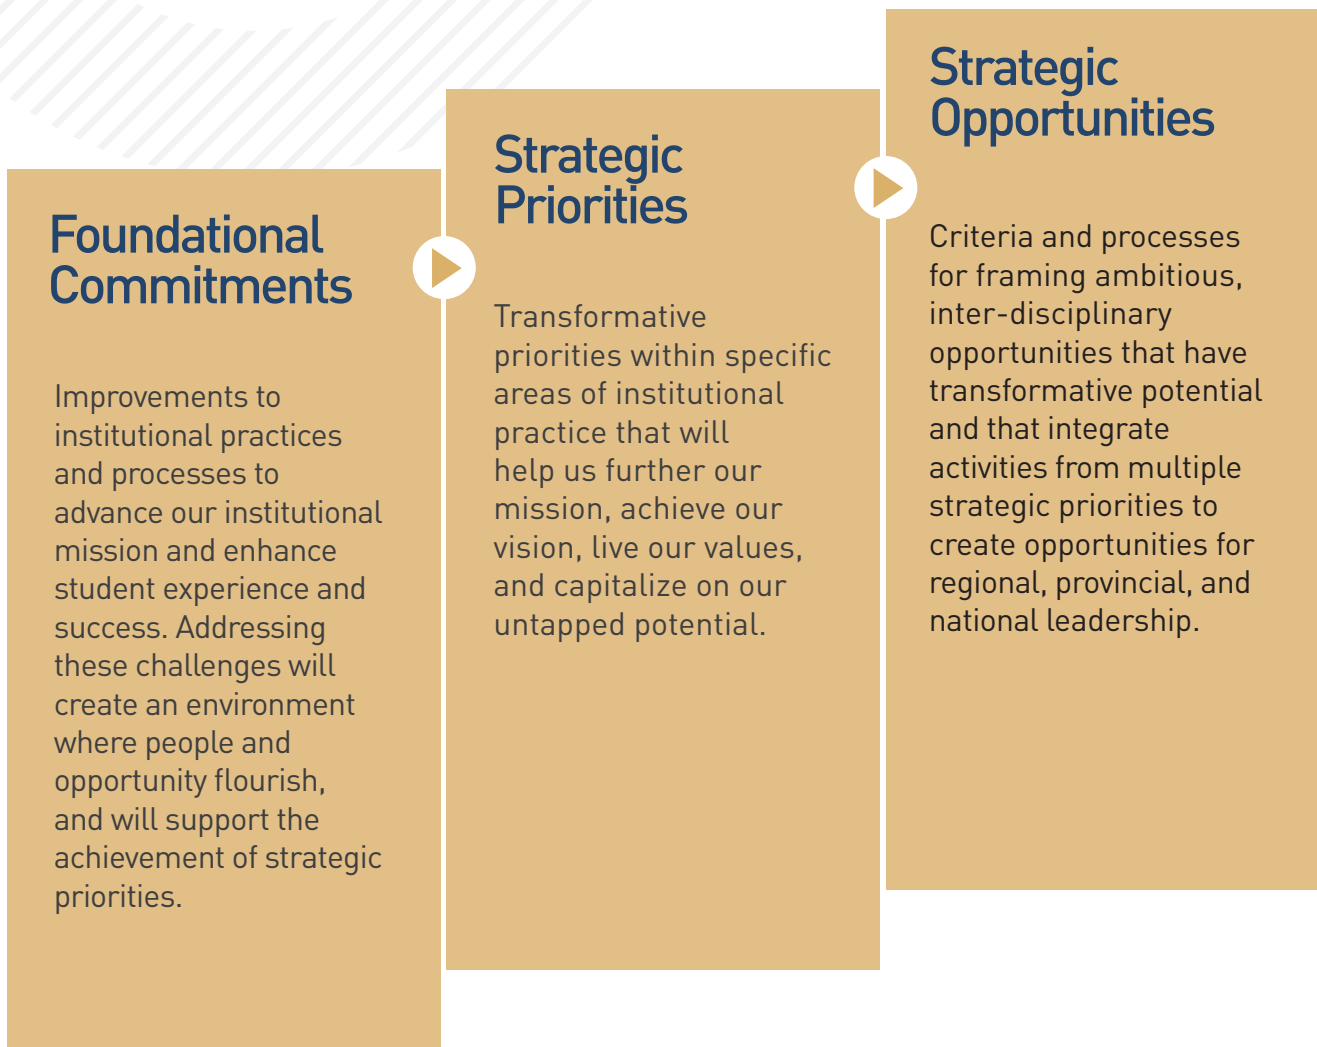 Foundational
Commitments
Improvements to
institutional practices
and processes to
advance our institutional
mission and enhance
student experience and
success. Addressing
these challenges will
create an environment
where people and
opportunity flourish,
and will support the
achievement of strategic
priorities.
Strategic
Priorities
Transformative
priorities within specific
areas of institutional
practice that will
help us further our
mission, achieve our
vision, live our values,
and capitalize on our
untapped potential.
Strategic
Opportunities
Criteria and processes
for framing ambitious,
inter-disciplinary
opportunities that have
transformative potential
and that integrate
activities from multiple
strategic priorities to
create opportunities for
regional, provincial, and
national leadership.